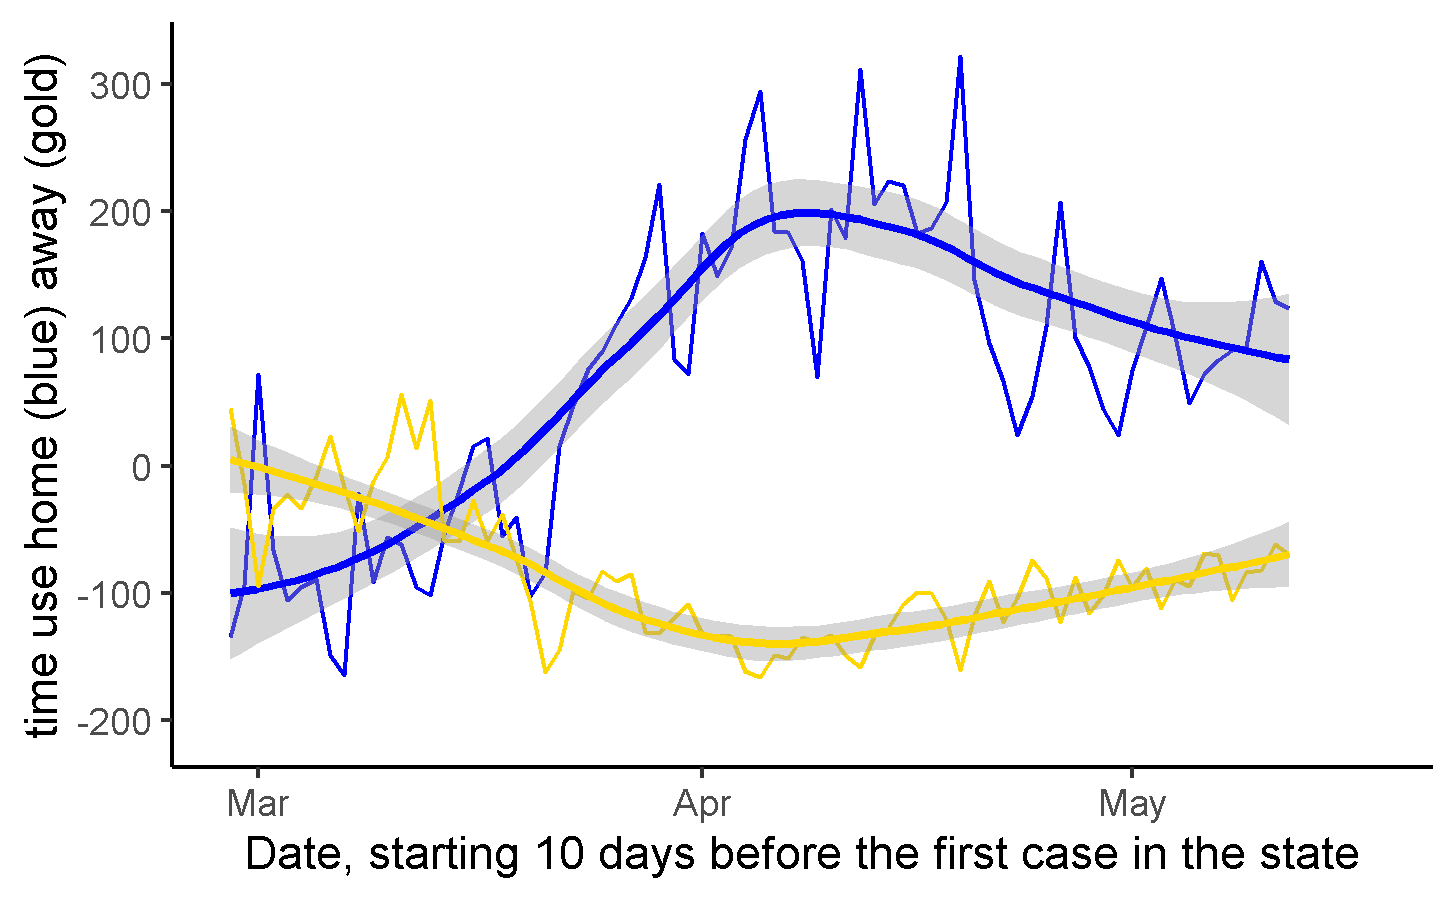 time use home (blue) away (gold)
300
200
100
0
-100
-200
Mar Apr May
Date, starting 10 days before the first case in the state